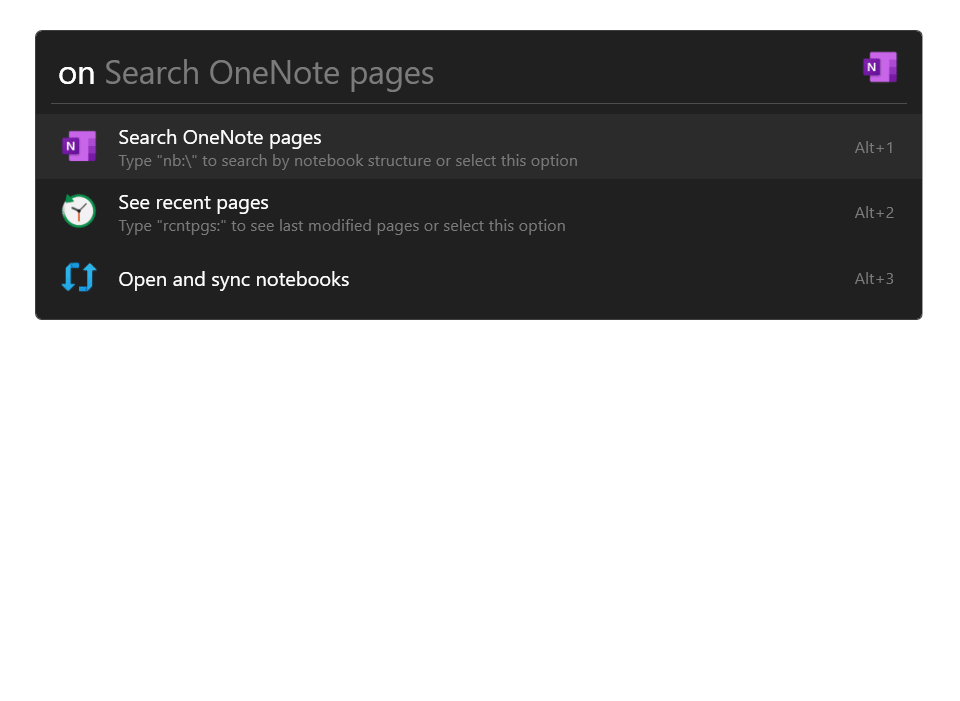 on Search OneNote pages
N
N
Search OneNote pages
Type "nb:\" to search by notebook structure or select this option
Alt+1
See recent pages
Type "rcntpgs:" to see last modified pages or select this option
Alt+2
Open and sync notebooks
Alt+3